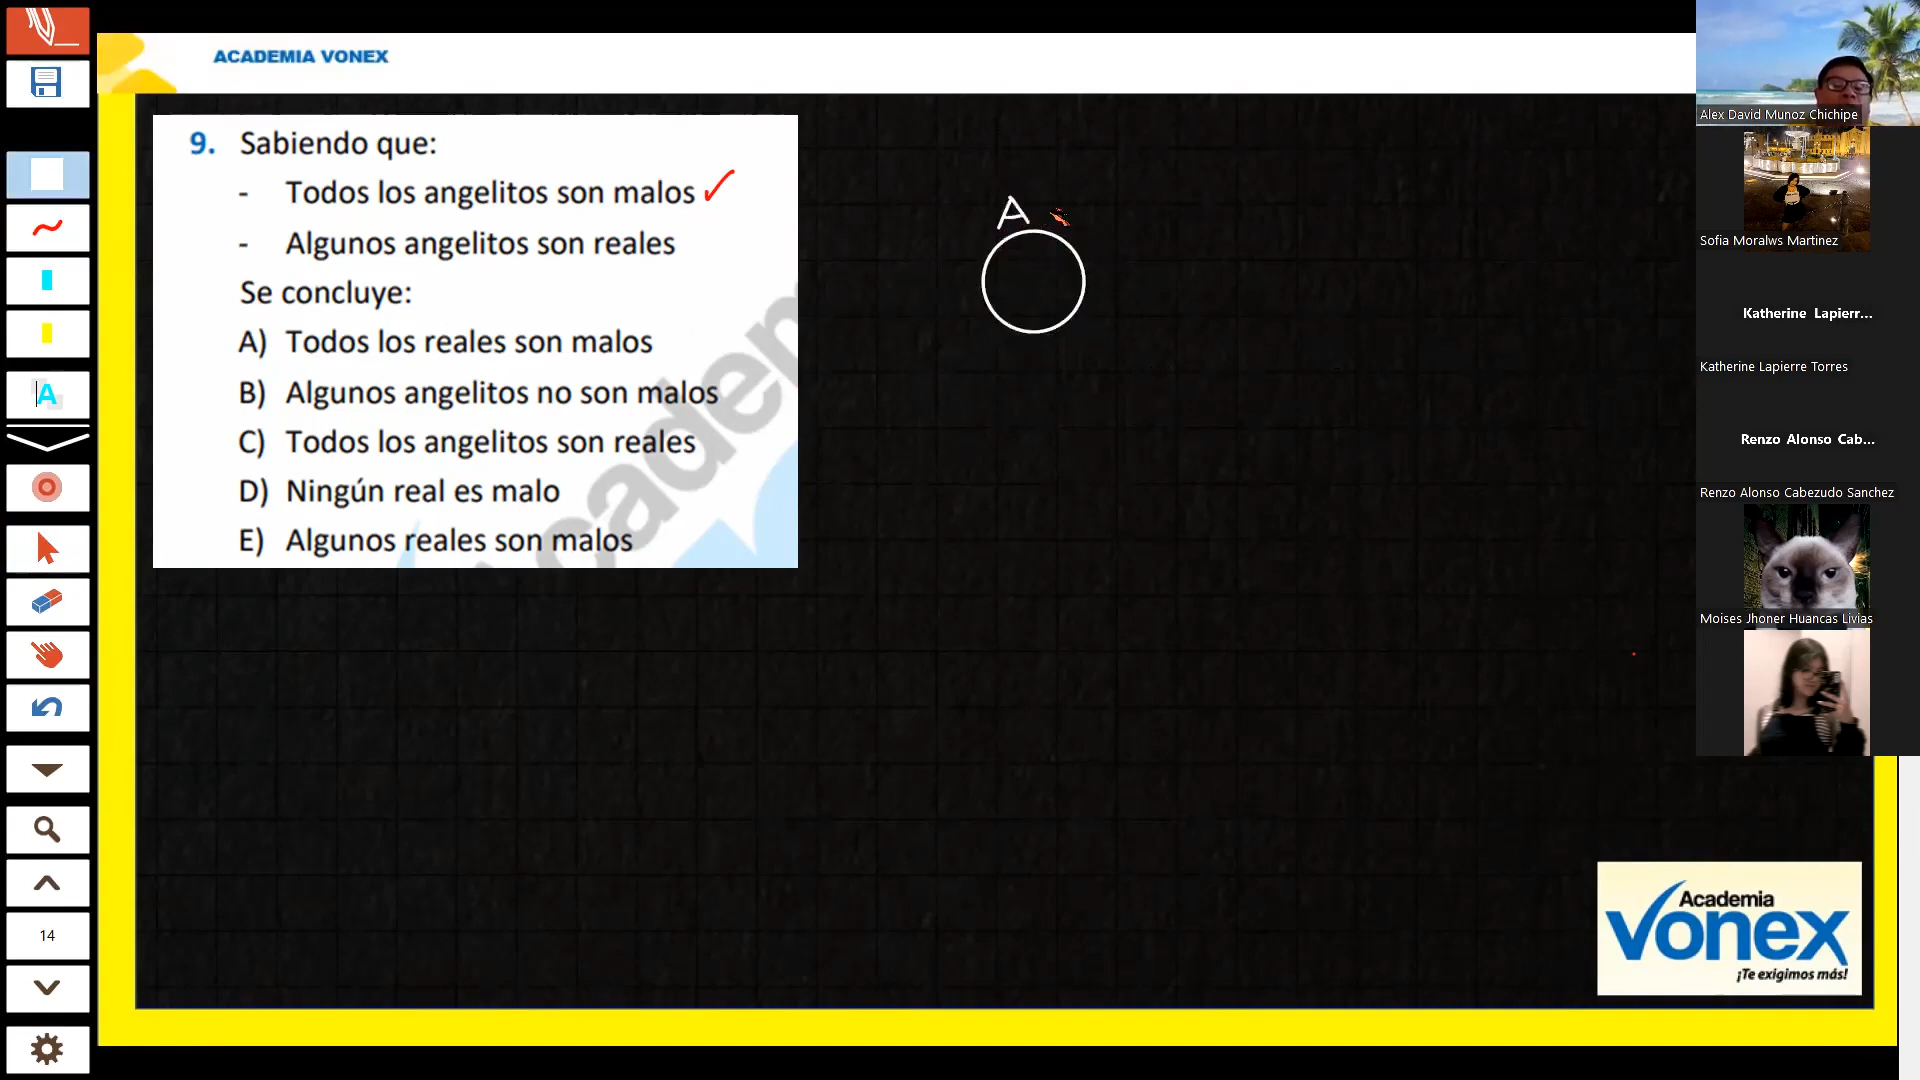 ACADEMIA VONEX
9. Sabiendo que:
- Todos los angelitos son malos
- Algunos angelitos son reales
Se concluye:
A) Todos los reales son malos
B) Algunos angelitos no son malos
C) Todos los angelitos son reales
D) Ningún real es malo
E) Algunos reales son malos
A
Alex David Munoz Chichipe
Sofia Moralws Martinez
Katherine Lapierr...
Katherine Lapierre Torres
Renzo Alonso Cab...
Renzo Alonso Cabezudo Sanchez
Moises Jhoner Huancas Livias
A
14
Academia
Vonex
¡Te exigimos más!